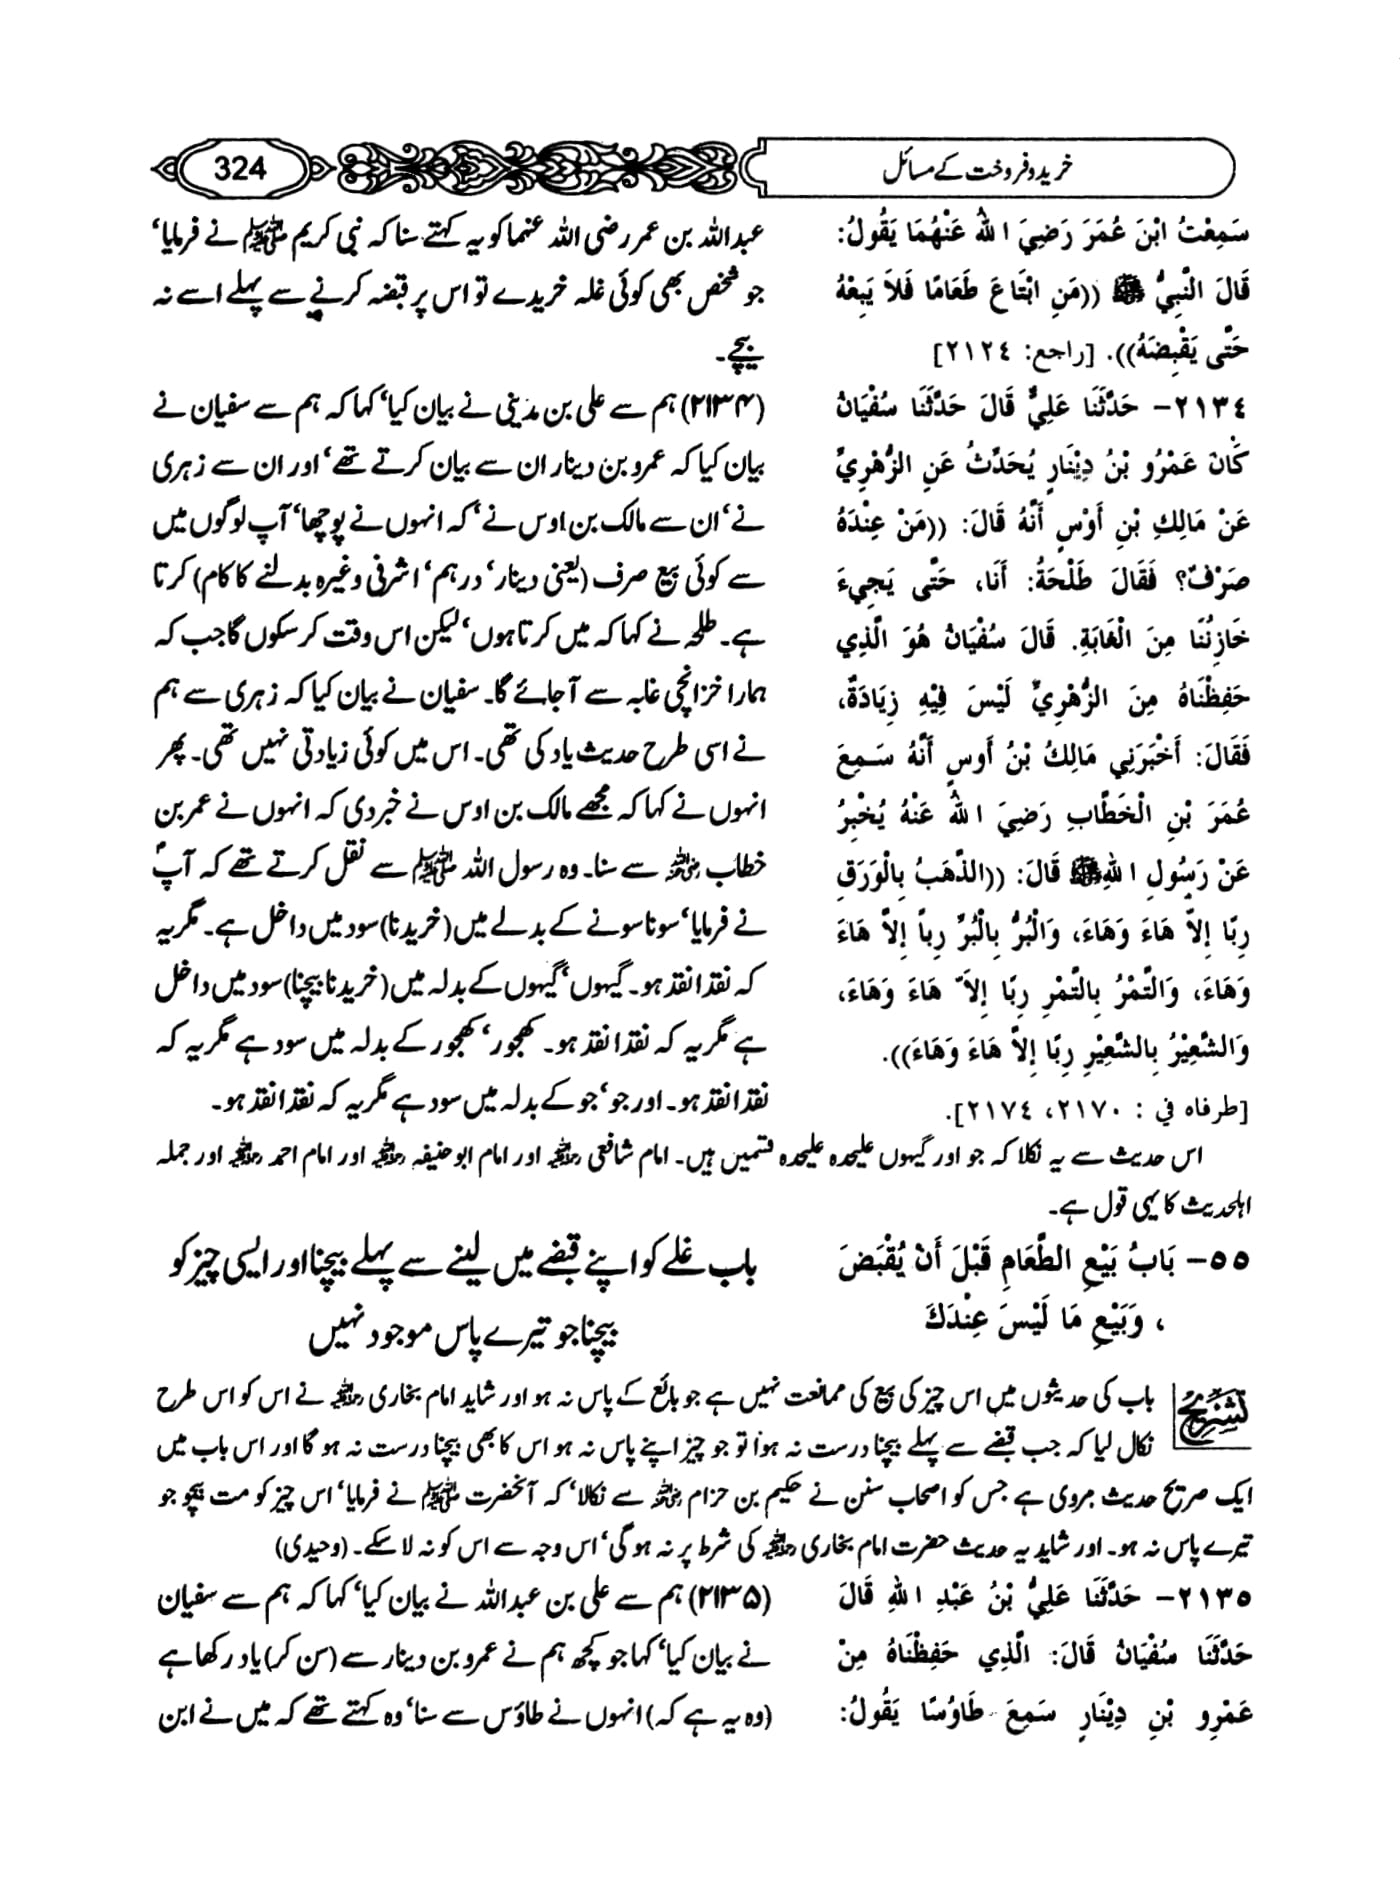 خرید و فروخت کے مسائل
324
سَمِعْتُ ابْنَ عُمَرَ رَضِيَ اللهُ عَنْهُمَا يَقُولُ:
قَالَ النَّبِيُّ ﷺ ((مَنِ ابْتَاعَ طَعَامًا فَلاَ يَبِعْهُ
حَتَّى يَقْبِضَهُ)). [راجع: ٢١٢٤]
٢١٣٤- حَدَّثَنَا عَلِيٌّ قَالَ حَدَّثَنَا سُفْيَانُ
كَانَ عَمْرُو بْنُ دِيْنَارٍ يُحَدِّثُ عَنِ الزُّهْرِيِّ
عَنْ مَالِكِ بْنِ أَوْسٍ أَنَّهُ قَالَ: ((مَنْ عِنْدَهُ
صَرْفٌ؟ فَقَالَ طَلْحَةُ: أَنَا، حَتَّى يَجِيءَ
خَازِنُنَا مِنَ الْغَابَةِ. قَالَ سُفْيَانُ هُوَ الَّذِي
حَفِظْنَاهُ مِنَ الزُّهْرِيِّ لَيْسَ فِيْهِ زِيَادَةٌ،
فَقَالَ: أَخْبَرَنِي مَالِكُ بْنُ أَوسٍ أَنَّهُ سَمِعَ
عُمَرَ بْنِ الْخَطَّابِ رَضِيَ اللهُ عَنْهُ يُخْبِرُ
عَنْ رَسُولِ اللهِ ﷺ قَالَ: ((الذَّهَبُ بِالْوَرَقِ
رِبًا إِلاَّ هَاءَ وَهَاءَ، وَالْبُرُّ بِالْبُرِّ رِبًا إِلاَّ هَاءَ
وَهَاءَ، وَالتَّمْرُ بِالتَّمْرِ رِبًا إِلاَّ هَاءَ وَهَاءَ،
وَالشَّعِيْرُ بِالشَّعِيْرِ رِبًا إِلاَّ هَاءَ وَهَاءَ)).
[طرفاه في : ٢١٧٠، ٢١٧٤].
عبداللہ بن عمر رضی اللہ عنہما کو یہ کہتے سنا کہ نبی کریم ﷺ نے فرمایا‘
جو شخص بھی کوئی غلہ خریدے تو اس پر قبضہ کرنے سے پہلے اسے نہ
بیچے۔
(۲۱۳۴) ہم سے علی بن مدینی نے بیان کیا‘ کہا کہ ہم سے سفیان نے
بیان کیا کہ عمرو بن دینار ان سے بیان کرتے تھے‘ اور ان سے زہری
نے‘ ان سے مالک بن اوس نے‘ کہ انہوں نے پوچھا‘ آپ لوگوں میں
سے کوئی بیع صرف (یعنی دینار‘ درہم‘ اشرفی وغیرہ بدلنے کا کام) کرتا
ہے۔ طلحہ نے کہا کہ میں کرتا ہوں‘ لیکن اس وقت کر سکوں گا جب کہ
ہمارا خزانچی غابہ سے آ جائے گا۔ سفیان نے بیان کیا کہ زہری سے ہم
نے اسی طرح حدیث یاد کی تھی۔ اس میں کوئی زیادتی نہیں تھی۔ پھر
انہوں نے کہا کہ مجھے مالک بن اوس نے خبر دی کہ انہوں نے عمر بن
خطاب رضی اللہ عنہ سے سنا۔ وہ رسول اللہ ﷺ سے نقل کرتے تھے کہ آپؐ
نے فرمایا‘ سونا سونے کے بدلے میں (خریدنا) سود میں داخل ہے۔ مگر یہ
کہ نقدا نقد ہو۔ گیہوں‘ گیہوں کے بدلہ میں (خریدنا بیچنا) سود میں داخل
ہے مگر یہ کہ نقدا نقد ہو۔ کھجور‘ کھجور کے بدلہ میں سود ہے مگر یہ کہ
نقدا نقد ہو۔ اور جو‘ جو کے بدلہ میں سود ہے مگر یہ کہ نقدا نقد ہو۔
اس حدیث سے یہ نکلا کہ جو اور گیہوں علیحدہ علیحدہ قسمیں ہیں۔ امام شافعی رحمۃ اللہ علیہ اور امام ابو حنیفہ رحمۃ اللہ علیہ اور امام احمد رحمۃ اللہ علیہ اور جملہ
اہلحدیث کا یہی قول ہے۔
٥٥- بَابُ بَيْعِ الطَّعَامِ قَبْلَ أَنْ يُقْبَضَ
، وَبَيْعِ مَا لَيْسَ عِنْدَكَ
باب غلے کو اپنے قبضے میں لینے سے پہلے بیچنا اور ایسی چیز کو
بیچنا جو تیرے پاس موجود نہیں
تشریح باب کی حدیثوں میں اس چیز کی بیع کی ممانعت نہیں ہے جو بائع کے پاس نہ ہو اور شاید امام بخاری رحمۃ اللہ علیہ نے اس کو اس طرح
نکال لیا کہ جب قبضے سے پہلے بیچنا درست نہ ہوا تو جو چیز اپنے پاس نہ ہو اس کا بھی بیچنا درست نہ ہو گا اور اس باب میں
ایک صریح حدیث مروی ہے جس کو اصحاب سنن نے حکیم بن حزام رضی اللہ عنہ سے نکالا‘ کہ آنحضرت ﷺ نے فرمایا‘ اس چیز کو مت بیچو جو
تیرے پاس نہ ہو۔ اور شاید یہ حدیث حضرت امام بخاری رحمۃ اللہ علیہ کی شرط پر نہ ہو گی‘ اس وجہ سے اس کو نہ لا سکے۔ (وحیدی)
٢١٣٥- حَدَّثَنَا عَلِيُّ بْنُ عَبْدِ اللهِ قَالَ
حَدَّثَنَا سُفْيَانُ قَالَ: الَّذِي حَفِظْنَاهُ مِنْ
عَمْرِو بْنِ دِيْنَارٍ سَمِعَ طَاوُسًا يَقُولُ:
(۲۱۳۵) ہم سے علی بن عبداللہ نے بیان کیا‘ کہا کہ ہم سے سفیان
نے بیان کیا‘ کہا جو کچھ ہم نے عمرو بن دینار سے (سن کر) یاد رکھا ہے
(وہ یہ ہے کہ) انہوں نے طاؤس سے سنا‘ وہ کہتے تھے کہ میں نے ابن